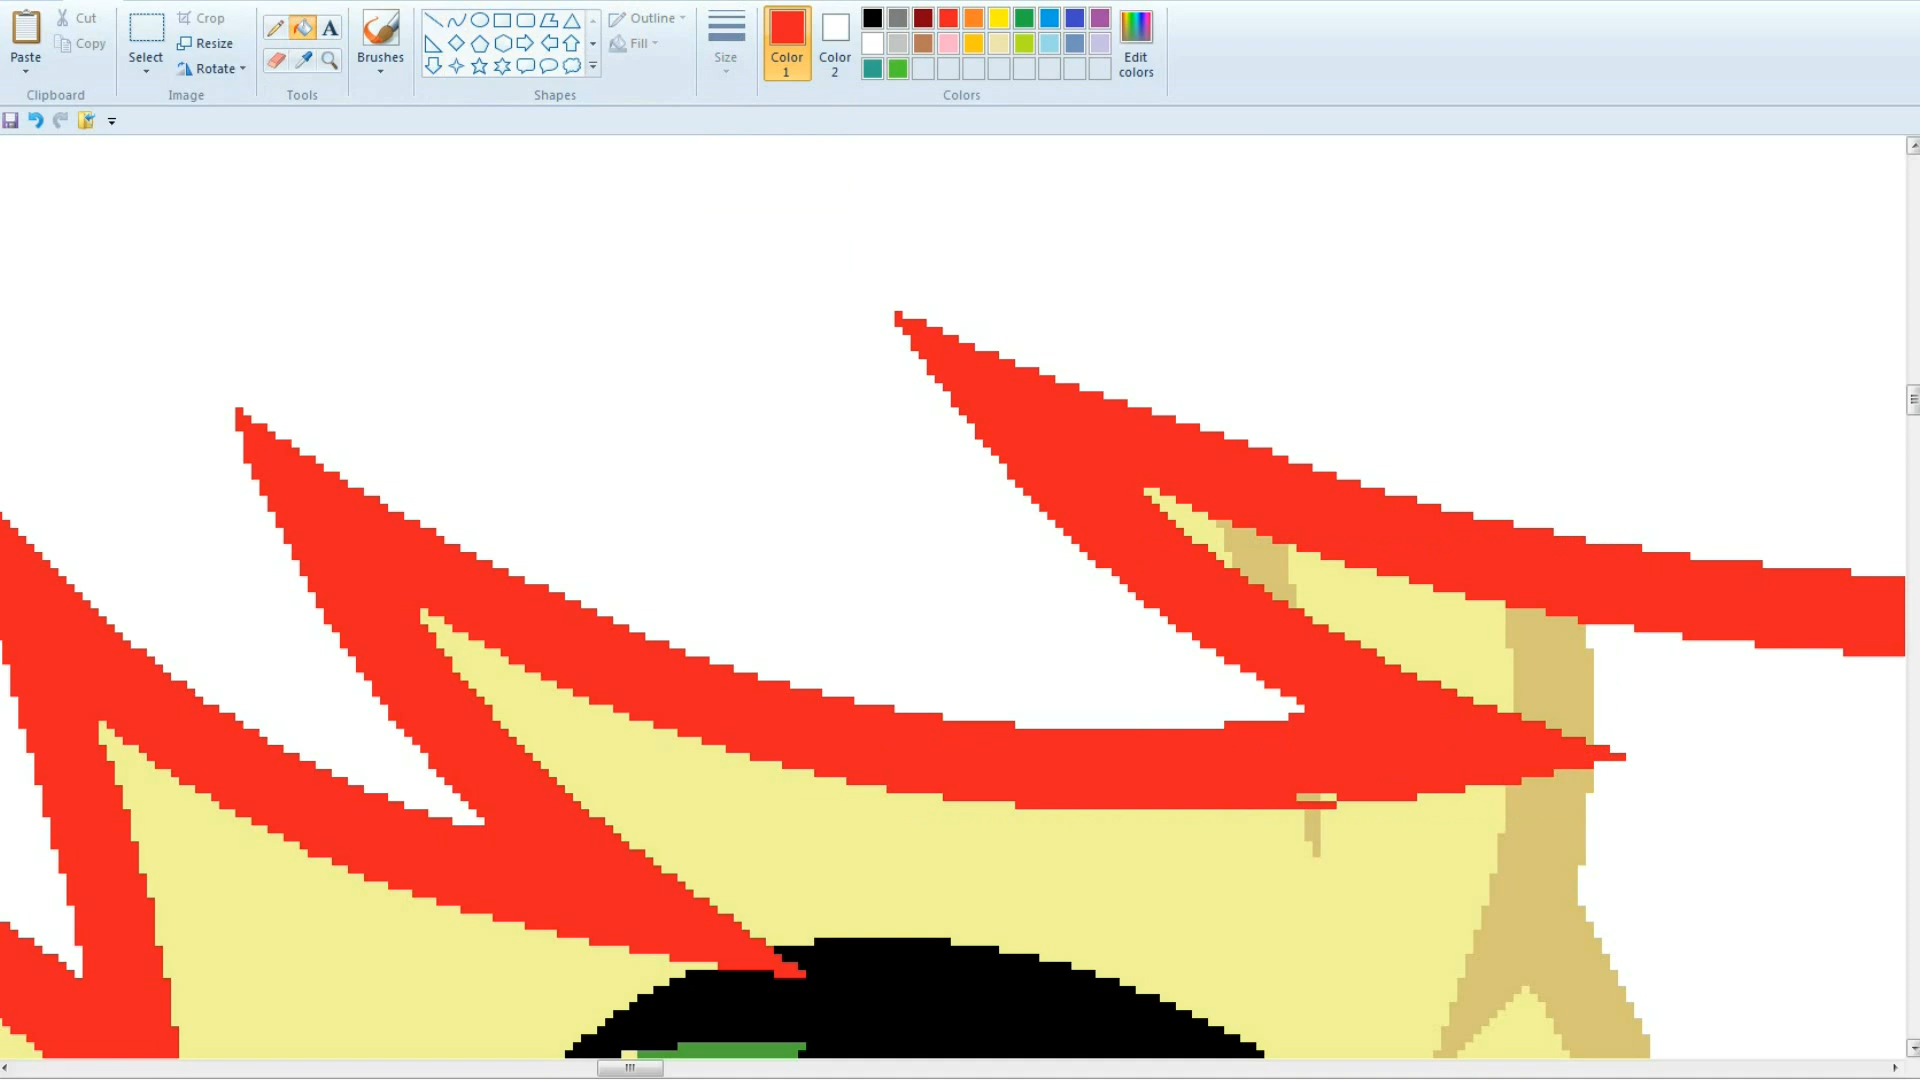 Cut
Crop
Outline
Copy
Resize
Fill
Paste
Select
Rotate
A
Brushes
Size
Color 1
Color 2
Edit colors
Clipboard
Image
Tools
Shapes
Colors